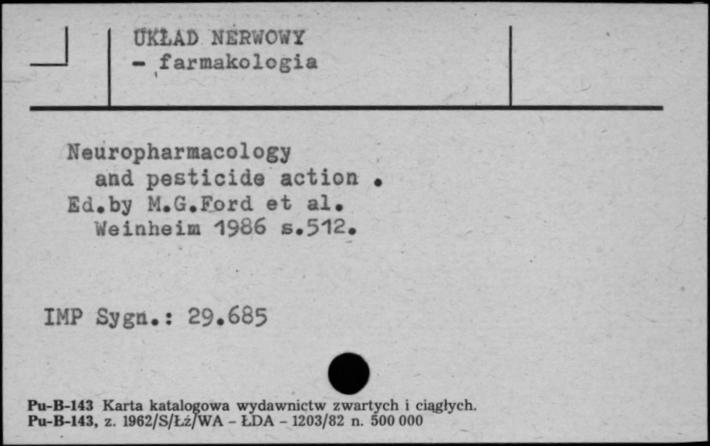 UKŁAD NERWOWY
- farmakologia
Neuropharmacology
and pesticide action .
Ed.by M.G.Ford et al.
Weinheim 1986 s.512.
IMP Sygn.: 29.685
Pu-B-143 Karta katalogowa wydawnictw zwartych i ciągłych.
Pu-B-143, z. 1962/S/Łż/WA - ŁDA - 1203/82 n. 500 000